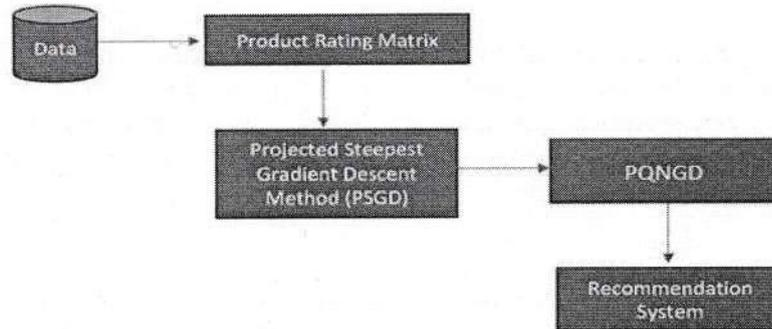 Data
Product Rating Matrix
Projected Steepest
Gradient Descent
Method (PSGD)
PQNGD
Recommendation
System